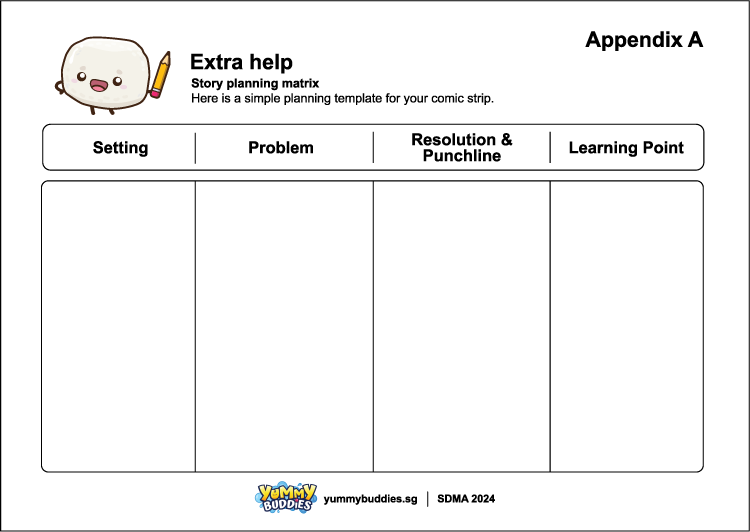 Appendix A
Extra help
Story planning matrix
Here is a simple planning template for your comic strip.
Setting
Problem
Resolution &
Punchline
Learning Point
YUMMY
BUDDIES
yummybuddies.sg
SDMA 2024